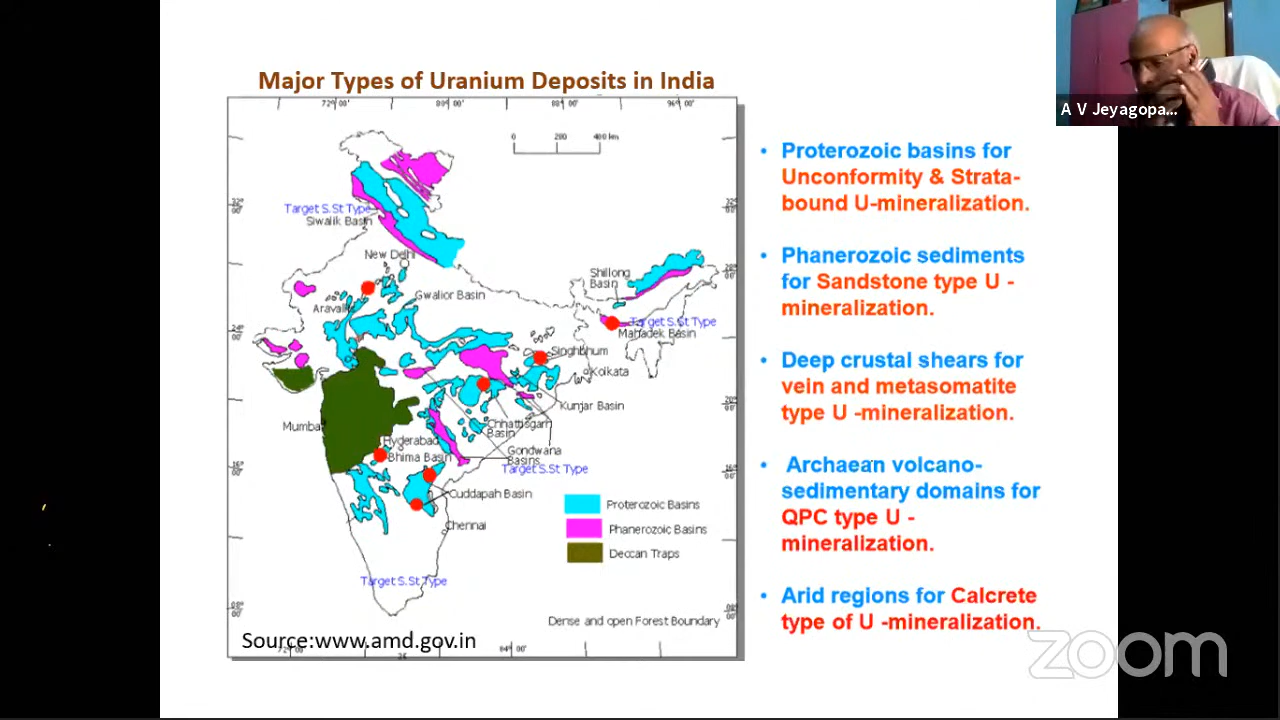 Major Types of Uranium Deposits in India
A V Jeyagopa...
0 200 400 km
Target S.St Type
Siwalik Basin
New Delhi
Gwalior Basin
Aravalli
Shillong
Basin
Target S.St Type
Mahadek Basin
Singhbhum
Kolkata
Kunjar Basin
Chhattisgarh
Basin
Mumbai
Hyderabad
Bhima Basin
Gondwana
Basins
Target S.St Type
Cuddapah Basin
Chennai
Proterozoic Basins
Phanerozoic Basins
Deccan Traps
Target S.St Type
Dense and open Forest Boundary
Source:www.amd.gov.in
• Proterozoic basins for
Unconformity & Strata-
bound U-mineralization.
• Phanerozoic sediments
for Sandstone type U -
mineralization.
• Deep crustal shears for
vein and metasomatite
type U -mineralization.
• Archaean volcano-
sedimentary domains for
QPC type U -
mineralization.
• Arid regions for Calcrete
type of U -mineralization.
zoom